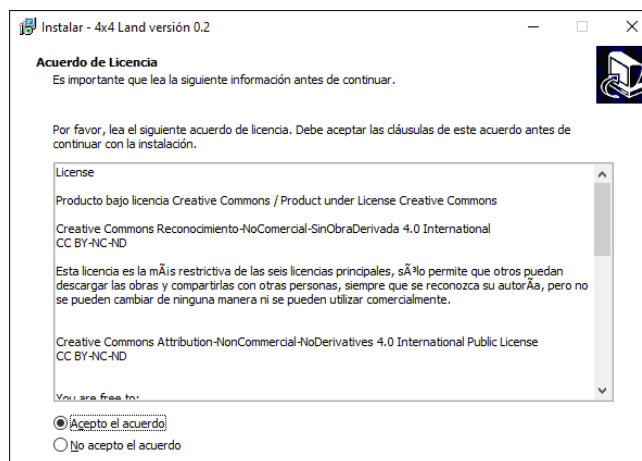 Instalar - 4x4 Land versión 0.2
Acuerdo de Licencia
Es importante que lea la siguiente información antes de continuar.
Por favor, lea el siguiente acuerdo de licencia. Debe aceptar las cláusulas de este acuerdo antes de
continuar con la instalación.
License
Producto bajo licencia Creative Commons / Product under License Creative Commons
Creative Commons Reconocimiento-NoComercial-SinObraDerivada 4.0 International
CC BY-NC-ND
Esta licencia es la mÃ¡s restrictiva de las seis licencias principales, sÃ³lo permite que otros puedan
descargar las obras y compartirlas con otras personas, siempre que se reconozca su autorÃ­a, pero no
se pueden cambiar de ninguna manera ni se pueden utilizar comercialmente.
Creative Commons Attribution-NonCommercial-NoDerivatives 4.0 International Public License
CC BY-NC-ND
You are free to:
Acepto el acuerdo
No acepto el acuerdo